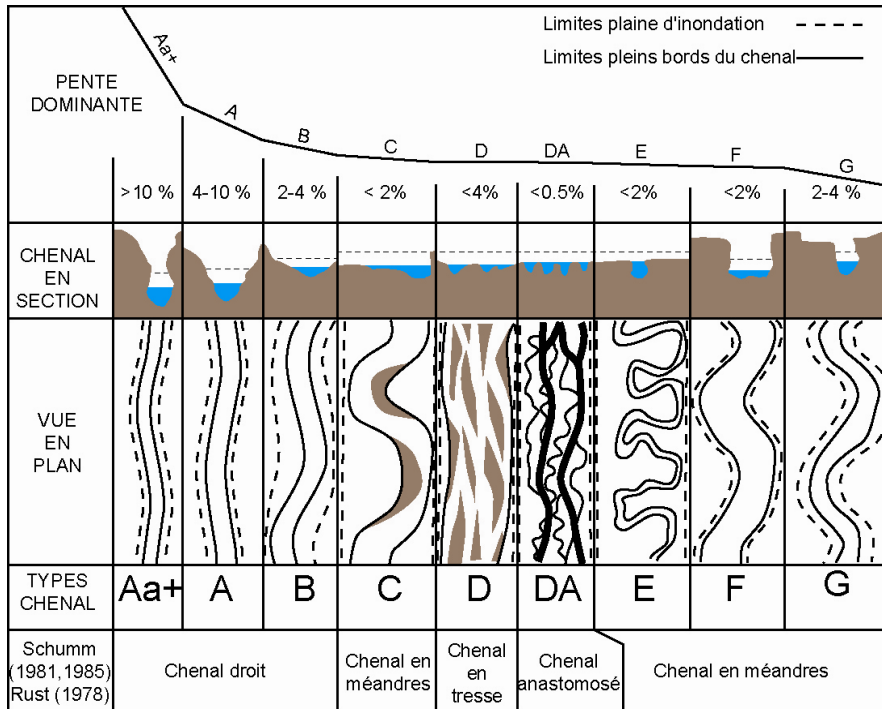 Limites plaine d'inondation
Limites pleins bords du chenal
PENTE
DOMINANTE
Aa+
A
B
C
D
DA
E
F
G
>10 %
4-10 %
2-4 %
< 2%
<4%
<0.5%
<2%
<2%
2-4 %
CHENAL
EN
SECTION
VUE
EN
PLAN
TYPES
CHENAL
Aa+
A
B
C
D
DA
E
F
G
Schumm
(1981,1985)
Rust (1978)
Chenal droit
Chenal en
méandres
Chenal
en
tresse
Chenal
anastomosé
Chenal en méandres